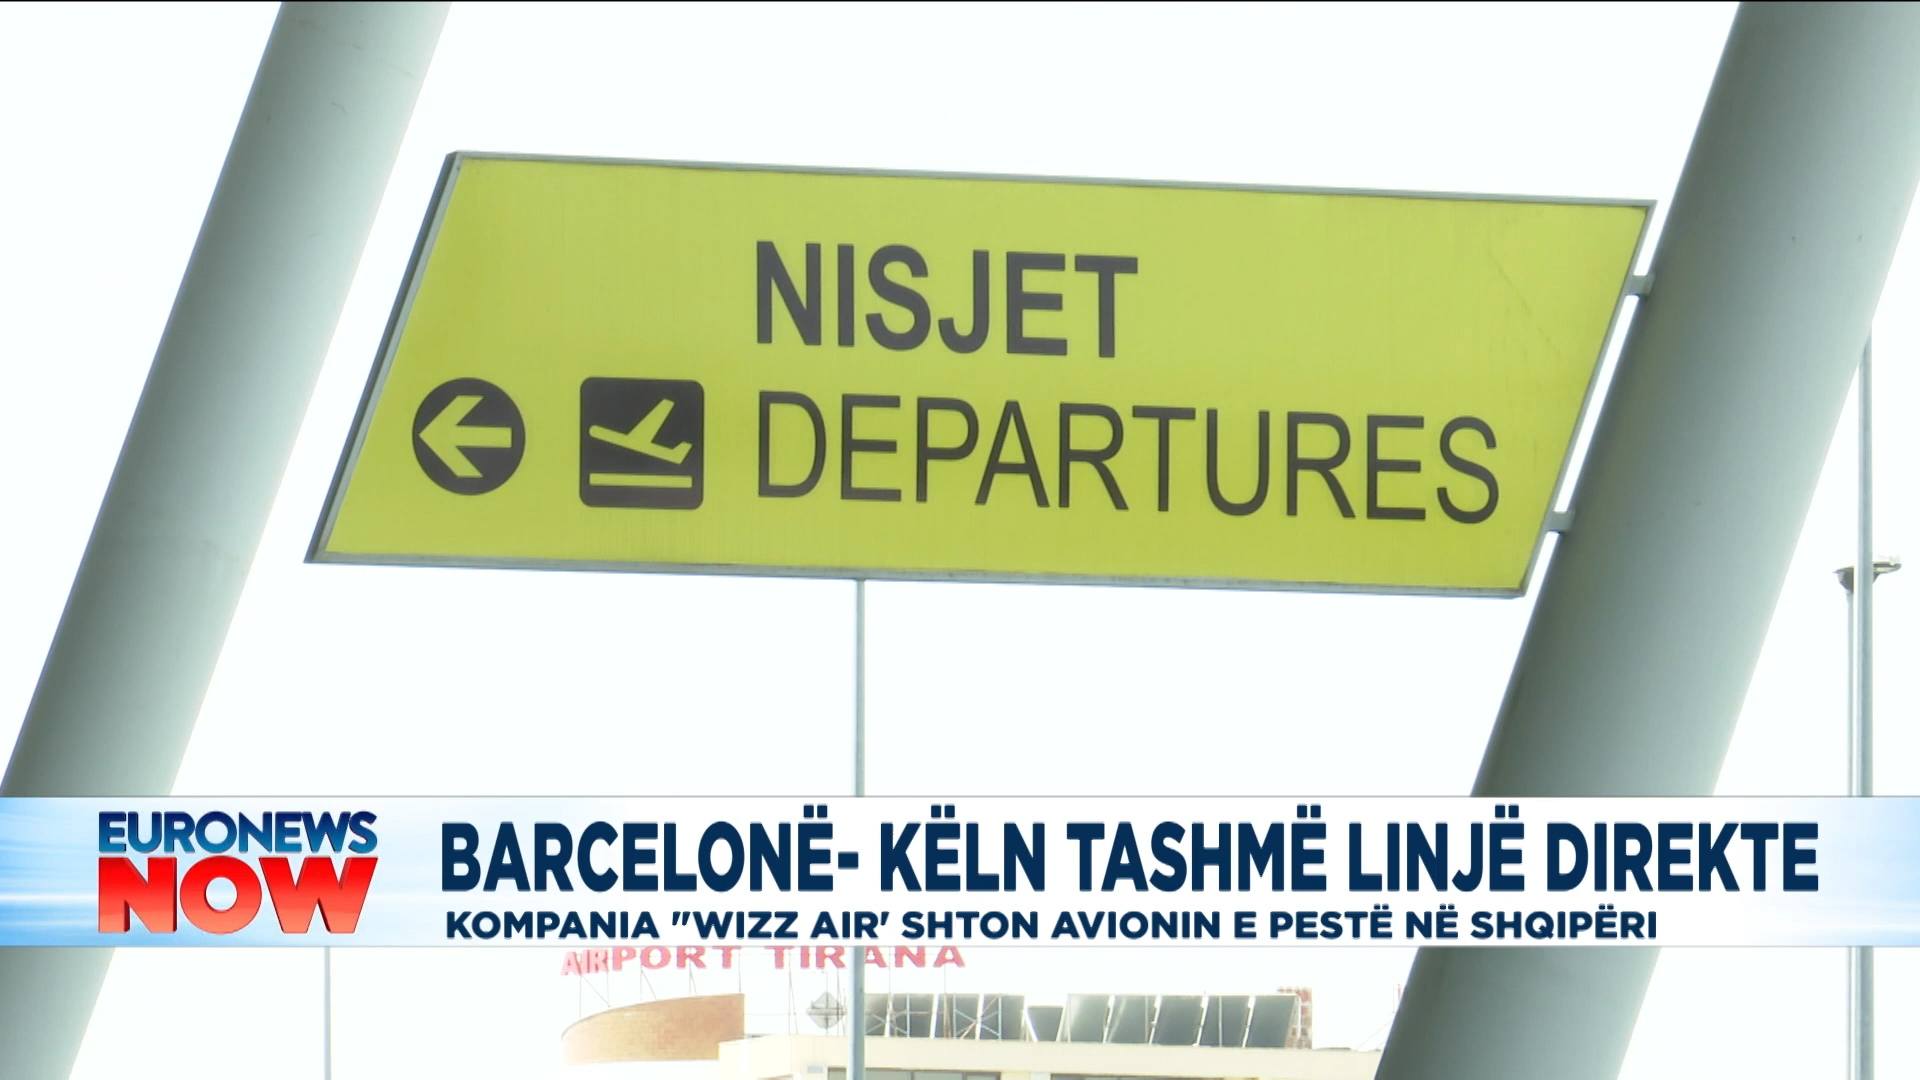 NISJET
DEPARTURES
EURONEWS
NOW
BARCELONË- KËLN TASHMË LINJË DIREKTE
KOMPANIA "WIZZ AIR' SHTON AVIONIN E PESTË NË SHQIPËRI
AIRPORT TIRANA